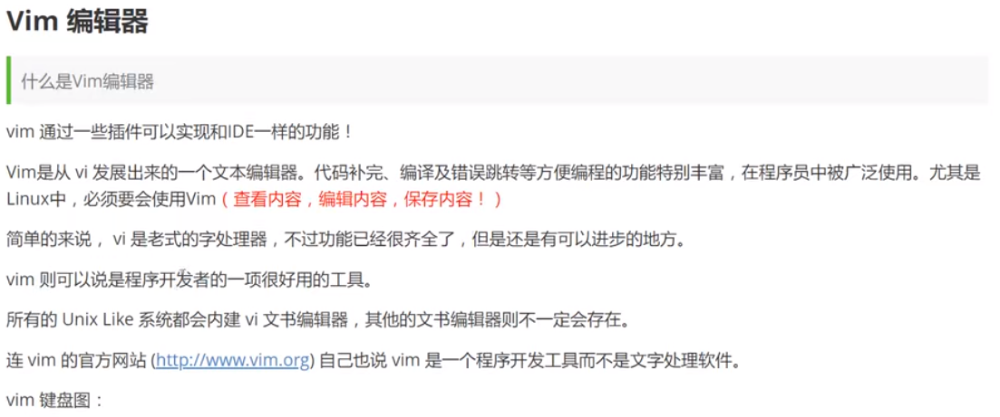 Vim 编辑器
什么是Vim编辑器
vim 通过一些插件可以实现和IDE一样的功能！
Vim是从 vi 发展出来的一个文本编辑器。代码补完、编译及错误跳转等方便编程的功能特别丰富，在程序员中被广泛使用。尤其是
Linux中，必须要会使用Vim（查看内容，编辑内容，保存内容！）
简单的来说， vi 是老式的字处理器，不过功能已经很齐全了，但是还是有可以进步的地方。
vim 则可以说是程序开发者的一项很好用的工具。
所有的 Unix Like 系统都会内建 vi 文书编辑器，其他的文书编辑器则不一定会存在。
连 vim 的官方网站 (http://www.vim.org) 自己也说 vim 是一个程序开发工具而不是文字处理软件。
vim 键盘图：